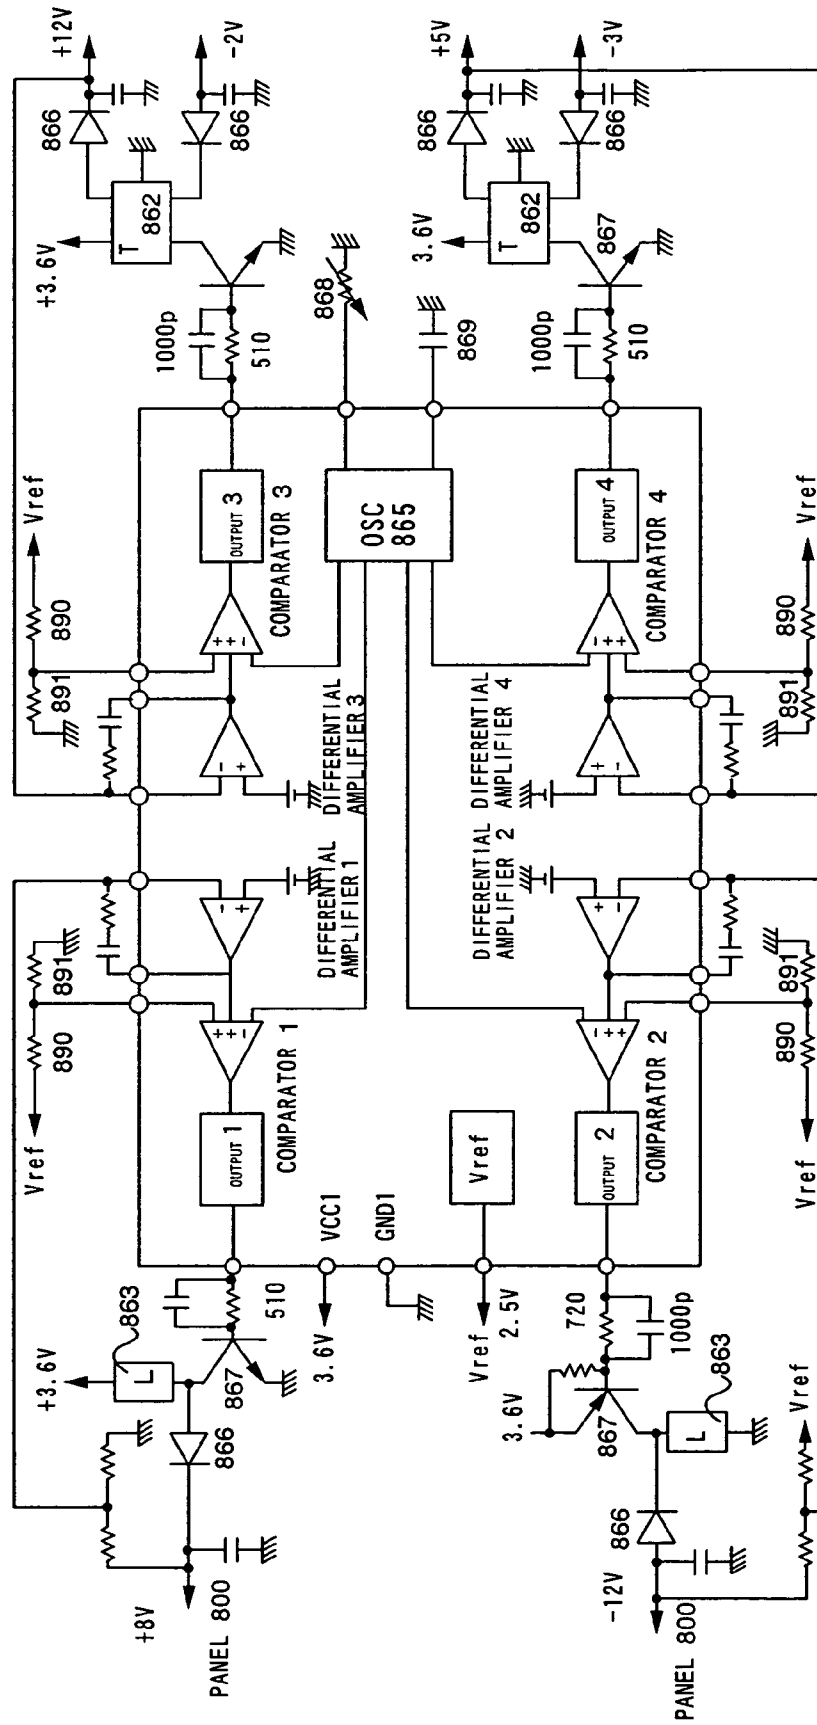 +12V
-2V
866
866
862
T
+3.6V
1000p
510
868
869
+5V
-3V
866
866
862
T
3.6V
867
1000p
510
Vref
890
891
OUTPUT 3
COMPARATOR 3
OSC
865
OUTPUT 4
COMPARATOR 4
Vref
890
891
+
+
-
-
+
DIFFERENTIAL
AMPLIFIER 3
DIFFERENTIAL
AMPLIFIER 4
-
+
+
+
-
DIFFERENTIAL
AMPLIFIER 1
DIFFERENTIAL
AMPLIFIER 2
-
+
+
-
891
890
Vref
+
+
-
COMPARATOR 1
OUTPUT 1
-
+
+
COMPARATOR 2
OUTPUT 2
891
890
Vref
Vref
VCC1
GND1
3.6V
Vref
2.5V
510
863
L
+3.6V
867
866
+8V
PANEL 800
720
1000p
3.6V
867
863
L
866
-12V
PANEL 800
Vref